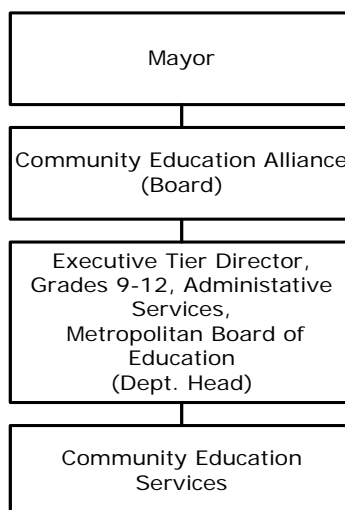 Mayor
Community Education Alliance
(Board)
Executive Tier Director,
Grades 9-12, Administative
Services,
Metropolitan Board of
Education
(Dept. Head)
Community Education
Services